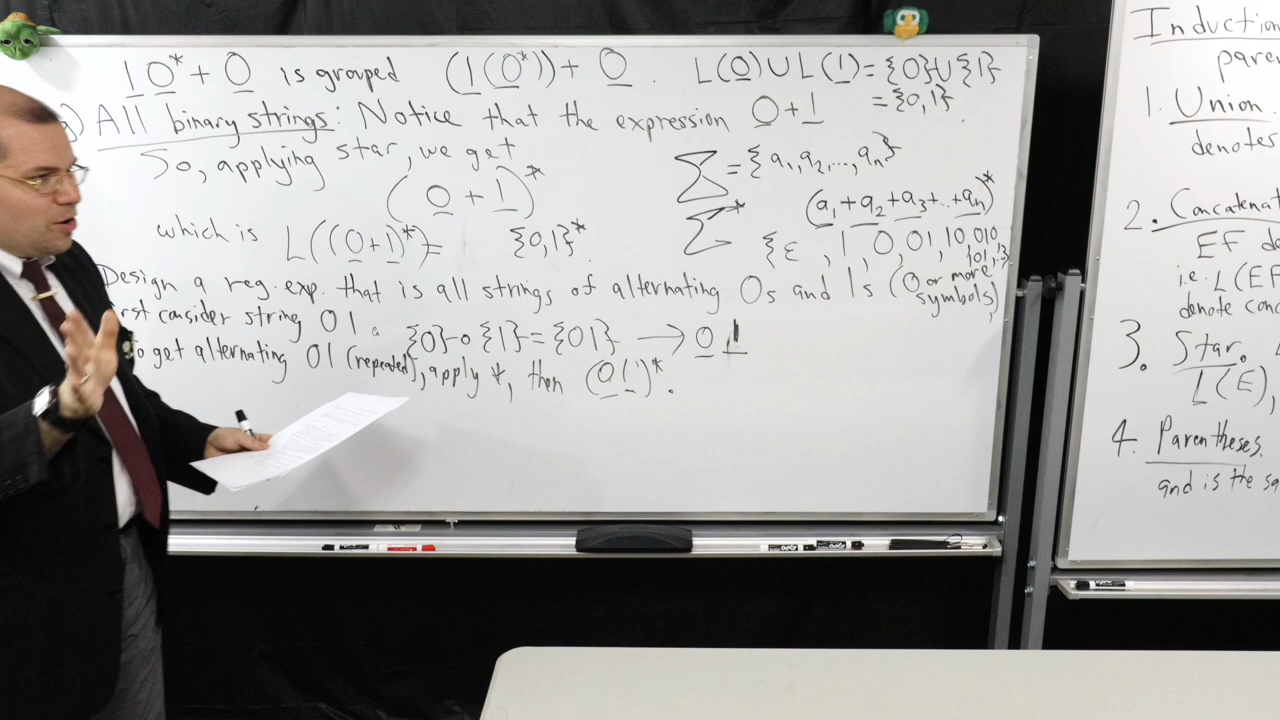 10* + 0 is grouped (1(0*)) + 0. L(0) ∪ L(1) = {0} ∪ {1}
= {0,1}.
) All binary strings: Notice that the expression 0 + 1
So, applying star, we get
(0 + 1)*
Σ = {a₁, a₂, ..., aₙ}
Σ* (a₁ + a₂ + a₃ + ... + aₙ)*
which is L((0+1)*) = {0,1}*.
{ε, 1, 0, 01, 10, 010
101, ..}
Design a reg. exp. that is all strings of alternating 0s and 1s (0 or more symbols)
rst consider string 01. {0} ∘ {1} = {01} → 0 1
o get alternating 01 (repeated), apply *, then (01)*.
Induction
paren
1. Union.
denotes
2. Concatenat
EF de
i.e. L(EF
denote conc
3. Star.
L(E),
4. Parentheses.
and is the sa